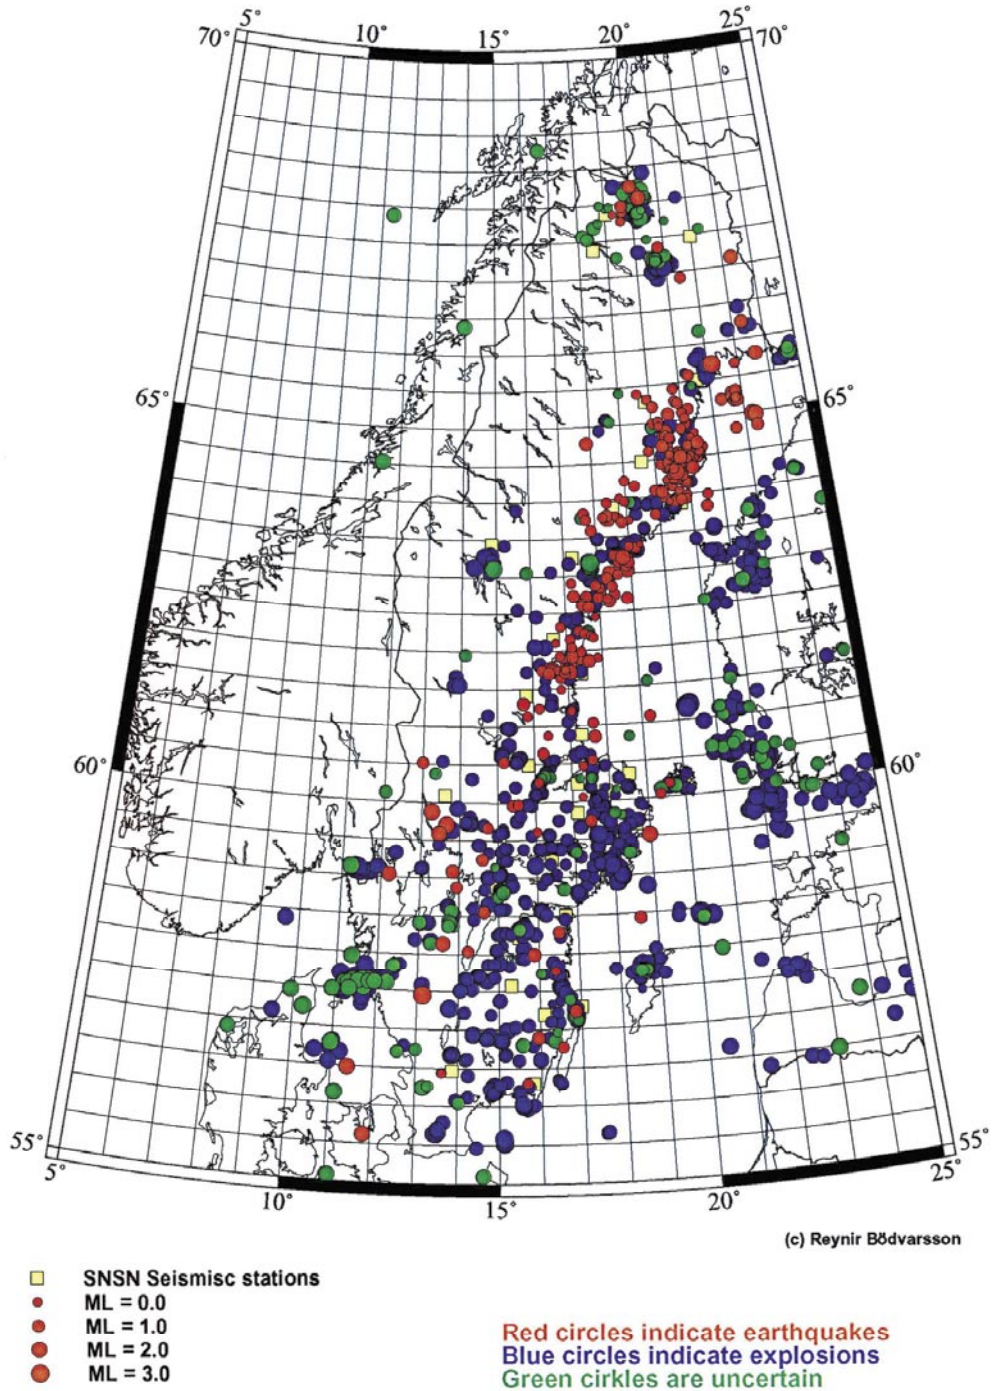 5° 10° 15° 20° 25°
70° 70°
65° 65°
60° 60°
55° 55°
5° 10° 15° 20° 25°
(c) Reynir Bödvarsson
SNSN Seismisc stations
ML = 0.0
ML = 1.0
ML = 2.0
ML = 3.0
Red circles indicate earthquakes
Blue circles indicate explosions
Green cirkles are uncertain